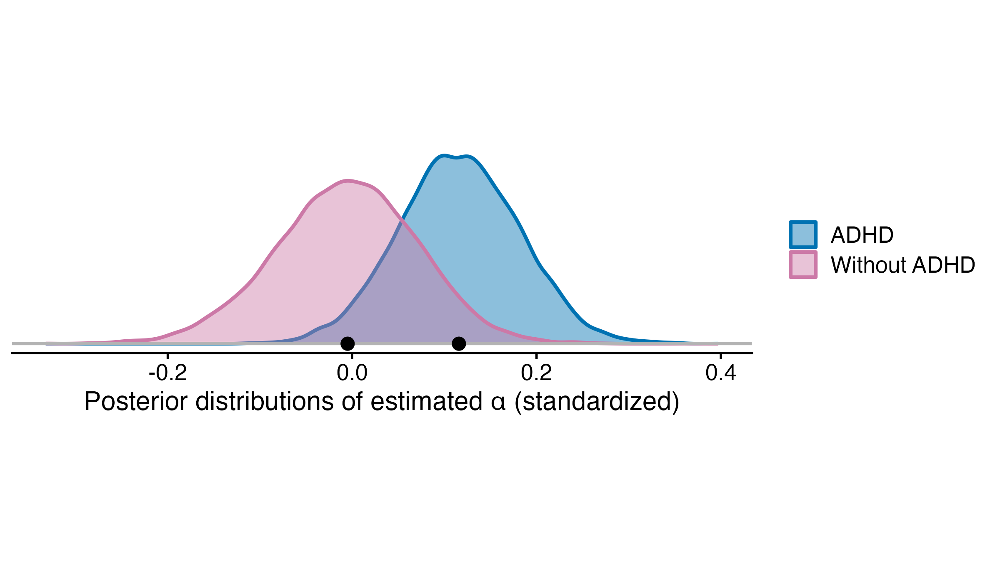 ADHD
Without ADHD
-0.2
0.0
0.2
0.4
Posterior distributions of estimated α (standardized)